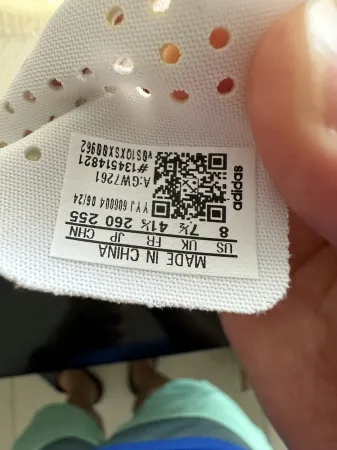 MADE IN CHINA
US UK FR JP CHN
8 7½ 41⅓ 260 255
YYJ 606004 06/24
A:GW7261
#134514821
adidas